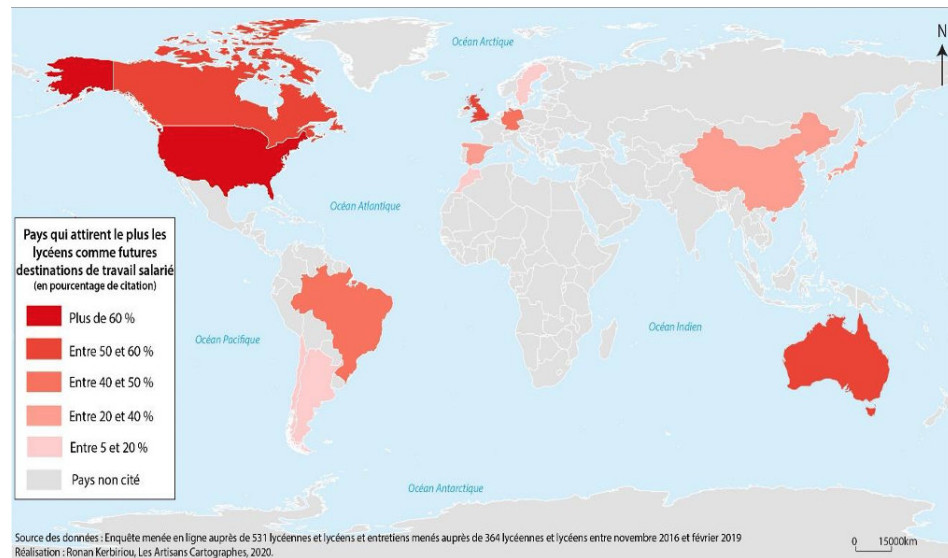 Océan Arctique
N
Océan Atlantique
Pays qui attirent le plus les
lycéens comme futures
destinations de travail salarié
(en pourcentage de citation)
Plus de 60 %
Entre 50 et 60 %
Entre 40 et 50 %
Entre 20 et 40 %
Entre 5 et 20 %
Pays non cité
Océan Pacifique
Océan Indien
Océan Antarctique
Source des données : Enquête menée en ligne auprès de 531 lycéennes et lycéens et entretiens menés auprès de 364 lycéennes et lycéens entre novembre 2016 et février 2019
Réalisation : Ronan Kerbiriou, Les Artisans Cartographes, 2020.
0 15000km